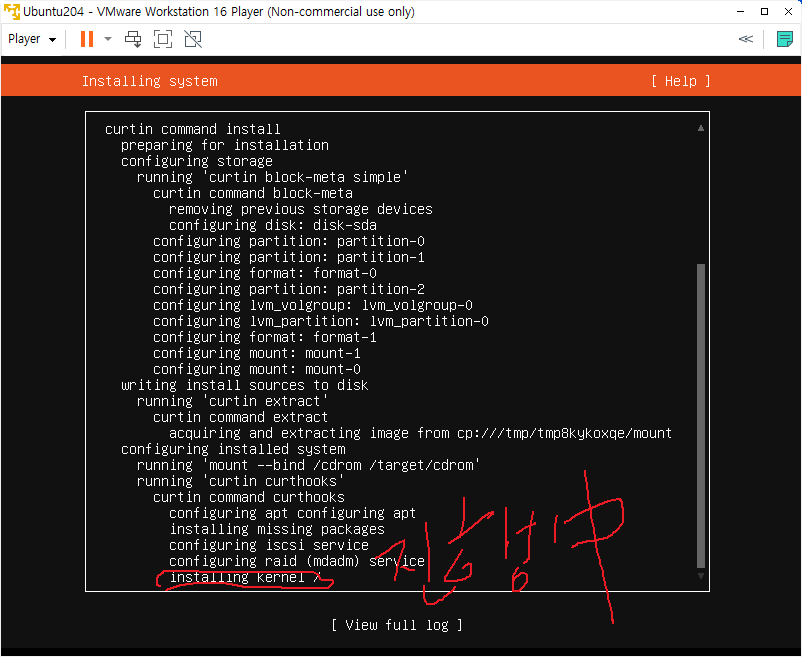 Ubuntu204 - VMware Workstation 16 Player (Non-commercial use only)
Player
Installing system [ Help ]
curtin command install
preparing for installation
configuring storage
running 'curtin block-meta simple'
curtin command block-meta
removing previous storage devices
configuring disk: disk-sda
configuring partition: partition-0
configuring partition: partition-1
configuring format: format-0
configuring partition: partition-2
configuring lvm_volgroup: lvm_volgroup-0
configuring lvm_partition: lvm_partition-0
configuring format: format-1
configuring mount: mount-1
configuring mount: mount-0
writing install sources to disk
running 'curtin extract'
curtin command extract
acquiring and extracting image from cp:///tmp/tmp8kykoxqe/mount
configuring installed system
running 'mount --bind /cdrom /target/cdrom'
running 'curtin curthooks'
curtin command curthooks
configuring apt configuring apt
installing missing packages
configuring iscsi service
configuring raid (mdadm) service
installing kernel /
中
[ View full log ]